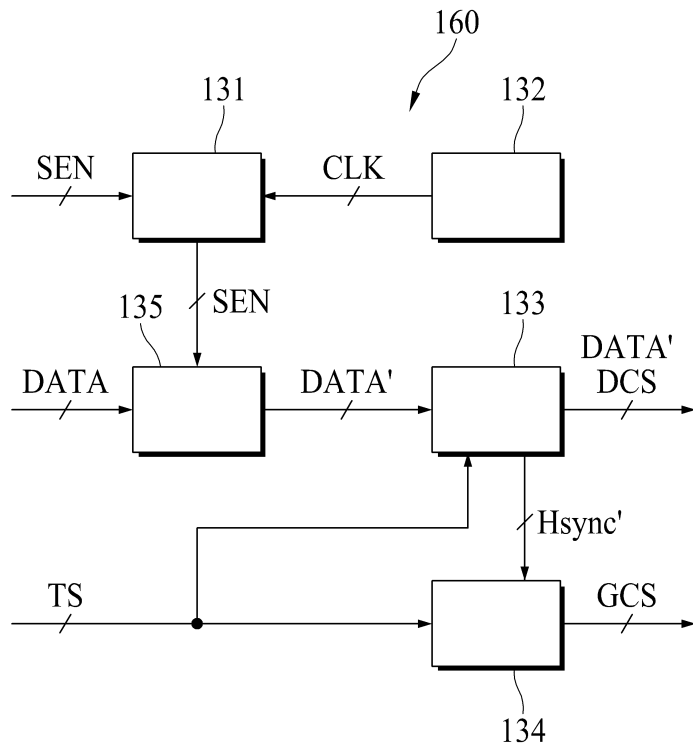 160
131
132
SEN
CLK
SEN
135
133
DATA
DATA'
DATA'
DCS
Hsync'
TS
GCS
134